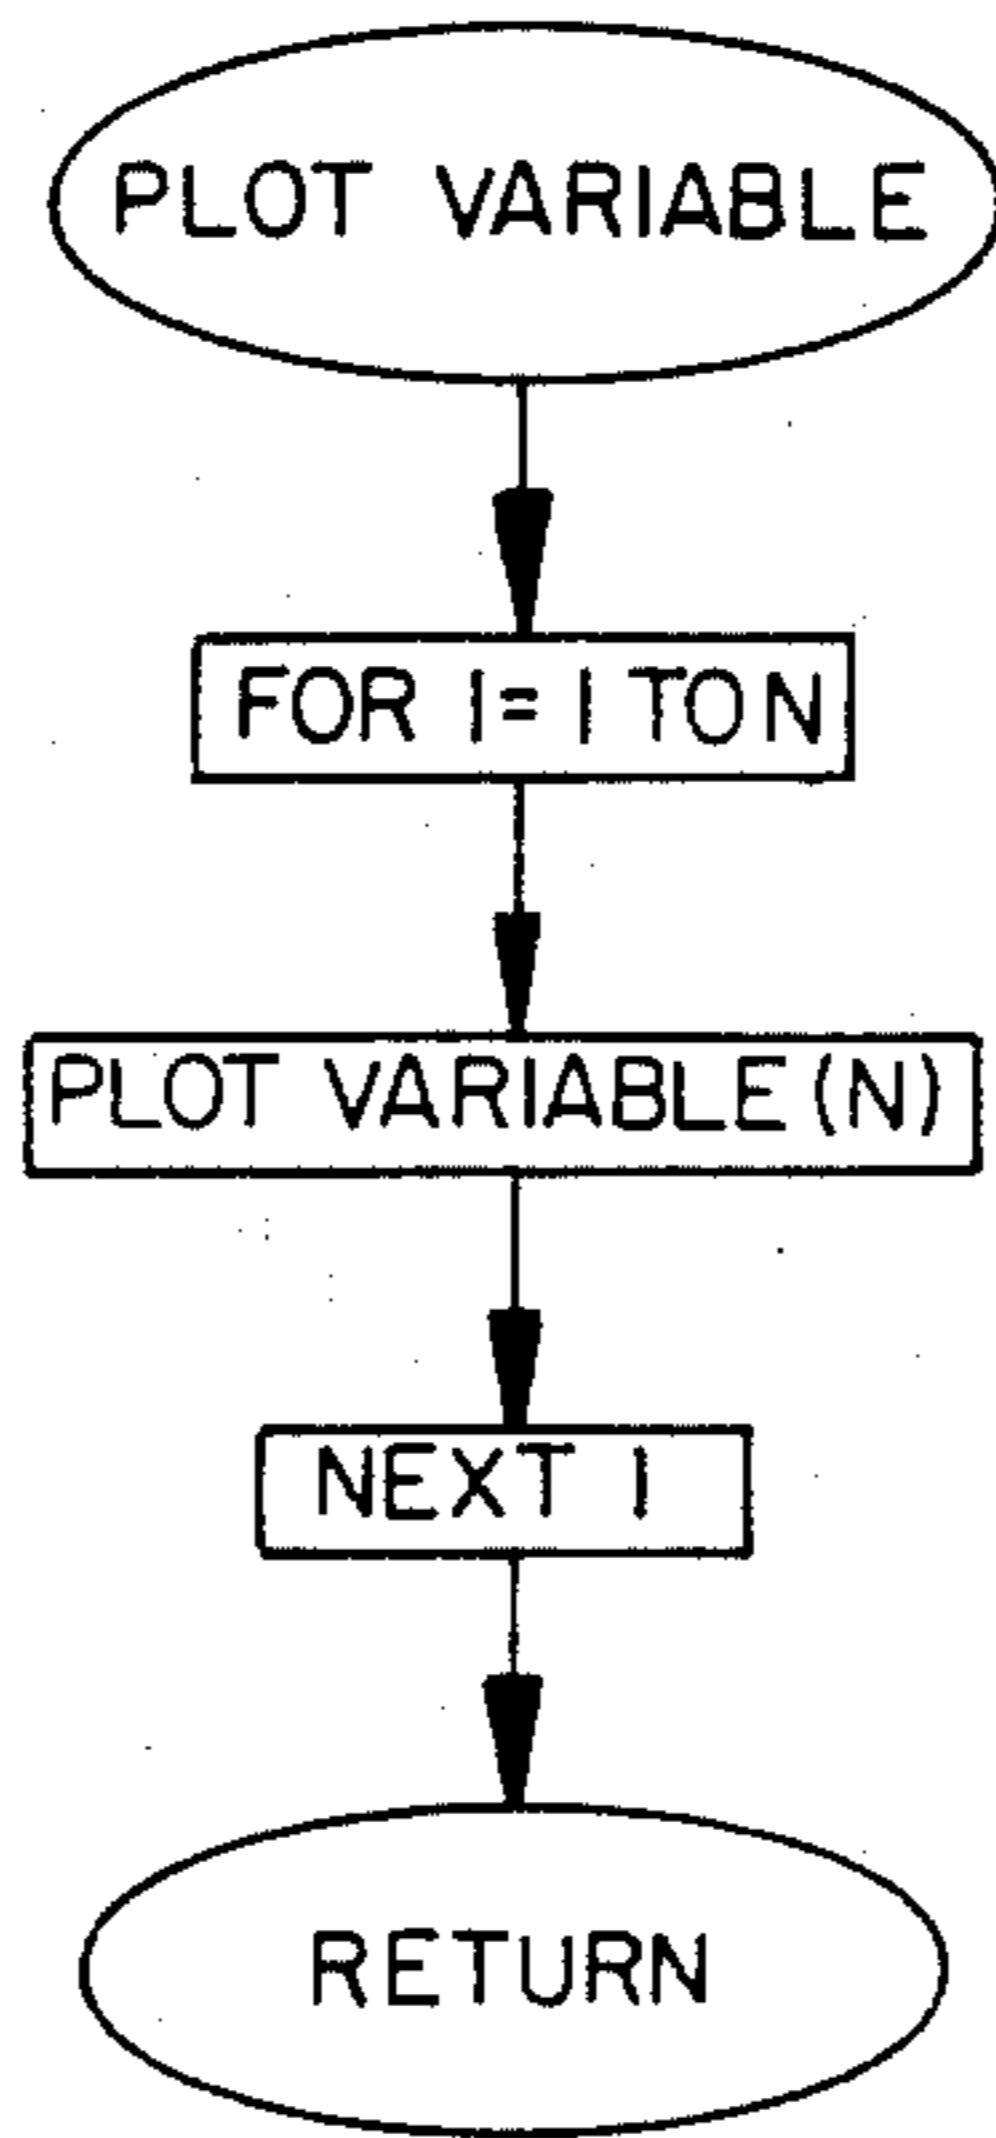 PLOT VARIABLE
FOR I = 1 TO N
PLOT VARIABLE (N)
NEXT I
RETURN